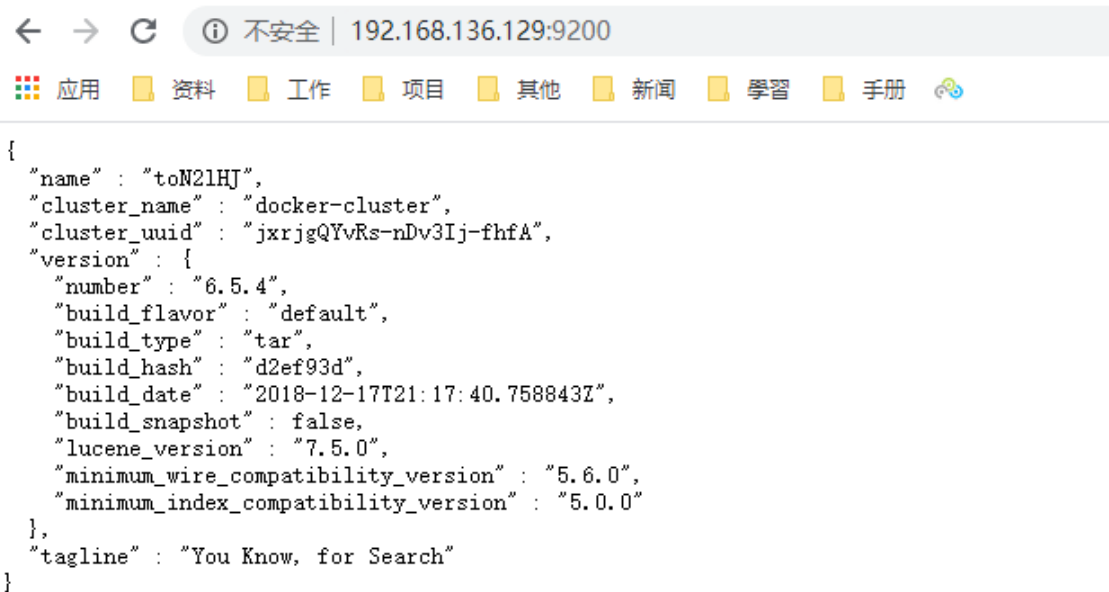 不安全 | 192.168.136.129:9200
应用 资料 工作 项目 其他 新闻 學習 手册
{
  "name" : "toN2lHJ",
  "cluster_name" : "docker-cluster",
  "cluster_uuid" : "jxrjgQYvRs-nDv3Ij-fhfA",
  "version" : {
    "number" : "6.5.4",
    "build_flavor" : "default",
    "build_type" : "tar",
    "build_hash" : "d2ef93d",
    "build_date" : "2018-12-17T21:17:40.758843Z",
    "build_snapshot" : false,
    "lucene_version" : "7.5.0",
    "minimum_wire_compatibility_version" : "5.6.0",
    "minimum_index_compatibility_version" : "5.0.0"
  },
  "tagline" : "You Know, for Search"
}